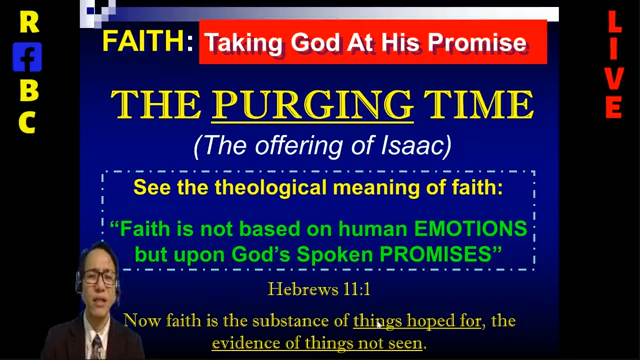 R
BC
LIVE
FAITH: Taking God At His Promise
THE PURGING TIME
(The offering of Isaac)
See the theological meaning of faith:
“Faith is not based on human EMOTIONS
but upon God’s Spoken PROMISES”
Hebrews 11:1
Now faith is the substance of things hoped for, the
evidence of things not seen.